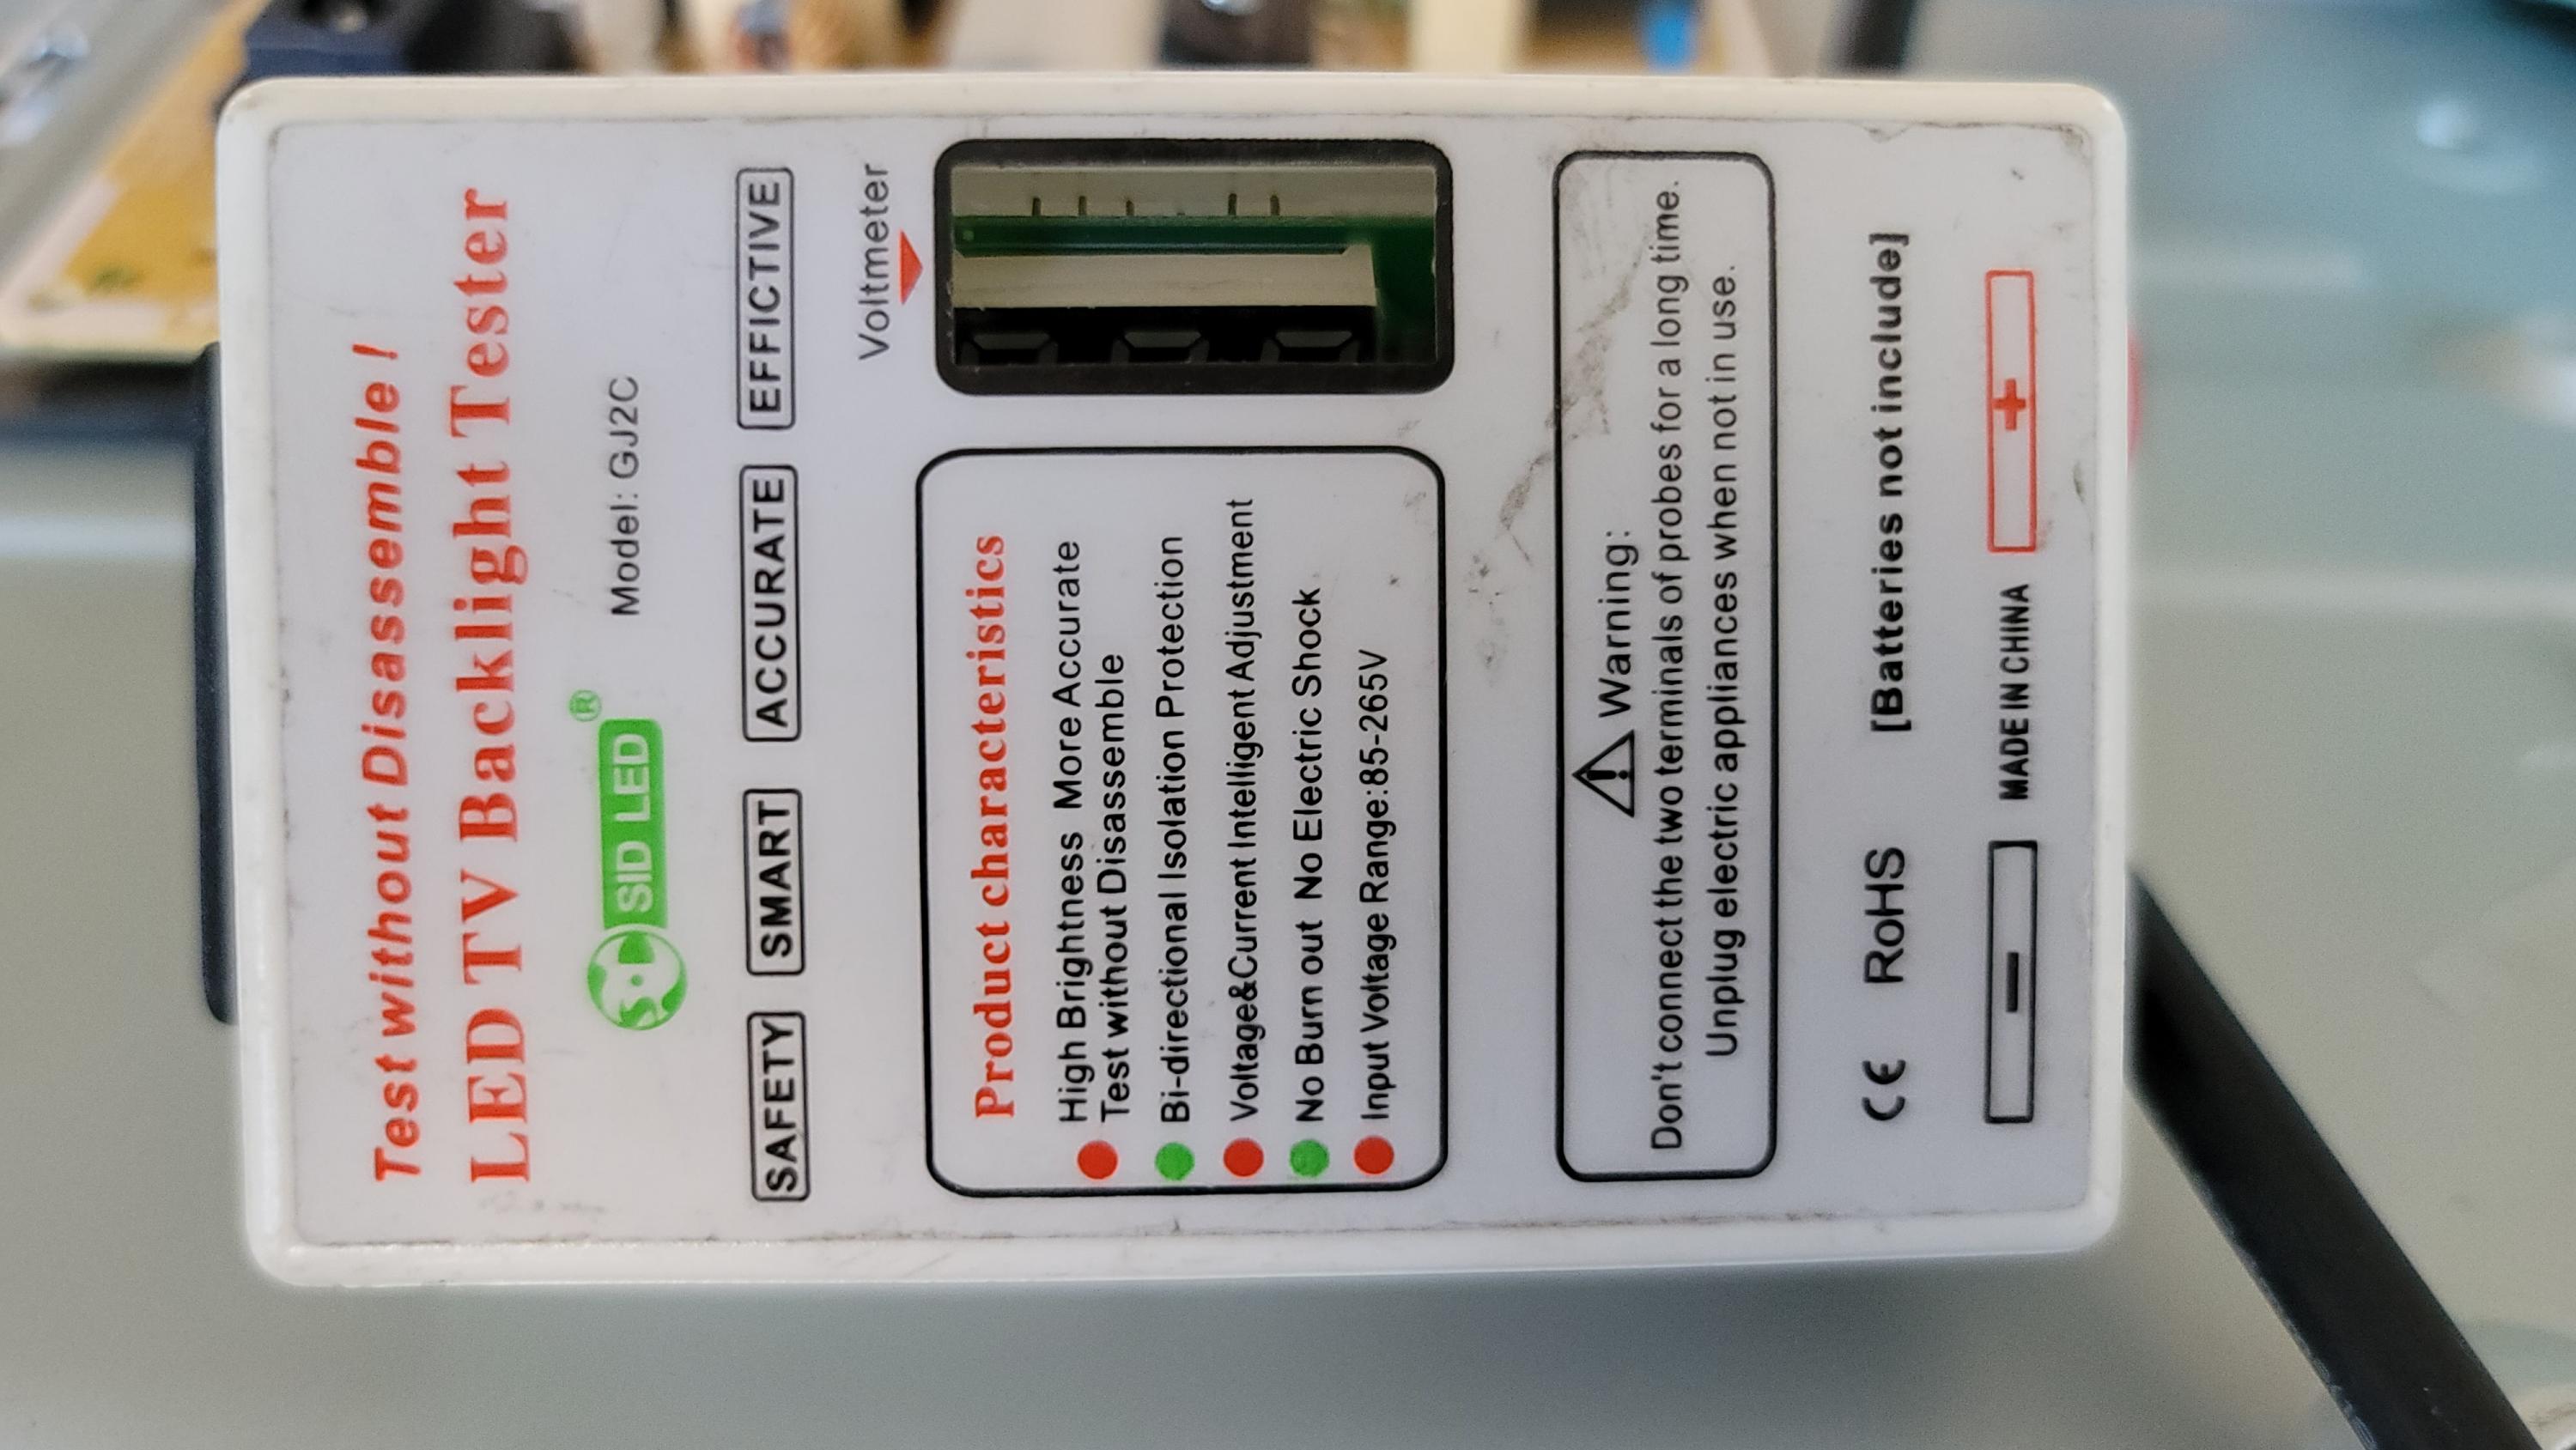 Test without Disassemble!
LED TV Backlight Tester
S·D SID LED®
Model: GJ2C
SAFETY SMART ACCURATE EFFICTIVE
Voltmeter
Product characteristics
High Brightness More Accurate
Test without Disassemble
Bi-directional Isolation Protection
Voltage&Current Intelligent Adjustment
No Burn out No Electric Shock
Input Voltage Range:85-265V
Warning:
Don't connect the two terminals of probes for a long time.
Unplug electric appliances when not in use.
CE RoHS [Batteries not include]
- MADE IN CHINA +